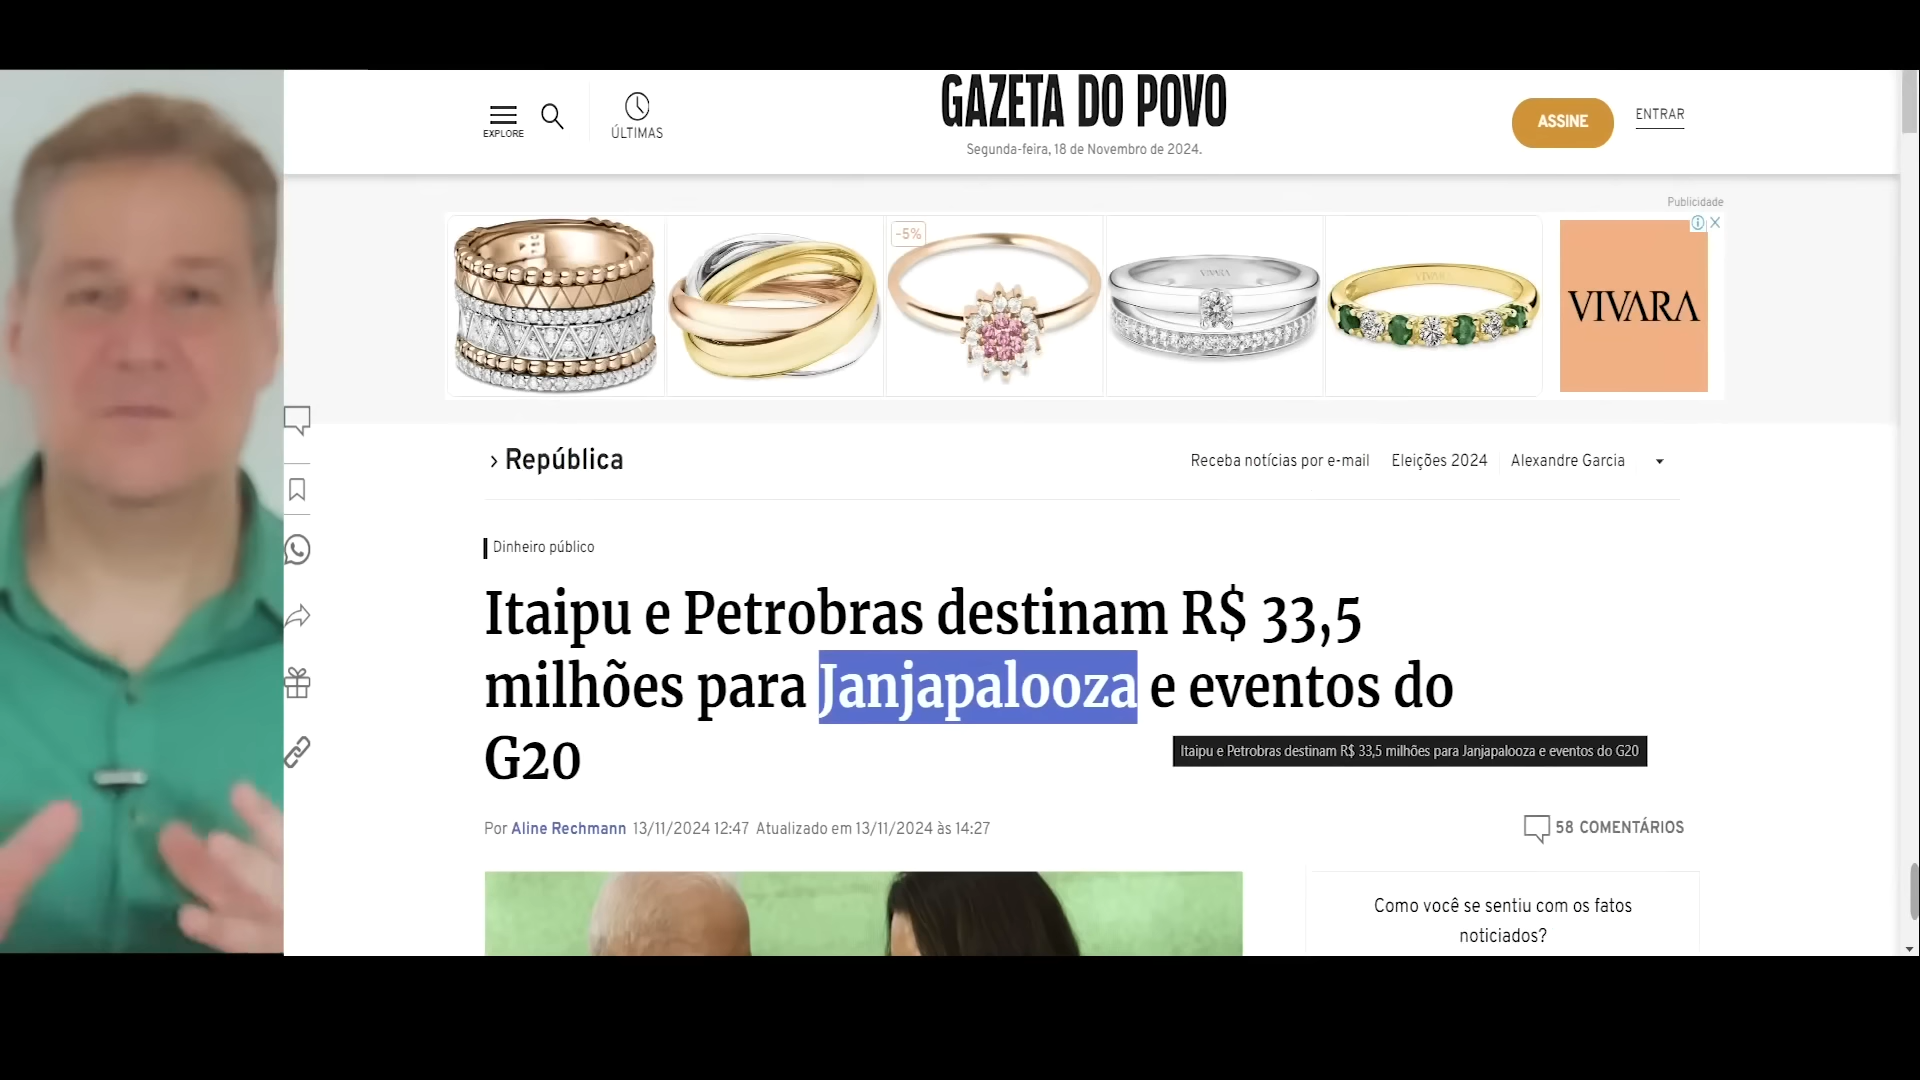 GAZETA DO POVO
EXPLORE
ÚLTIMAS
Segunda-feira, 18 de Novembro de 2024.
ASSINE
ENTRAR
Publicidade
-5%
VIVARA
VIVARA
› República
Receba notícias por e-mail
Eleições 2024
Alexandre Garcia
Dinheiro público
Itaipu e Petrobras destinam R$ 33,5
milhões para Janjapalooza e eventos do
G20
Itaipu e Petrobras destinam R$ 33,5 milhões para Janjapalooza e eventos do G20
Por Aline Rechmann 13/11/2024 12:47 Atualizado em 13/11/2024 às 14:27
58 COMENTÁRIOS
Como você se sentiu com os fatos
noticiados?